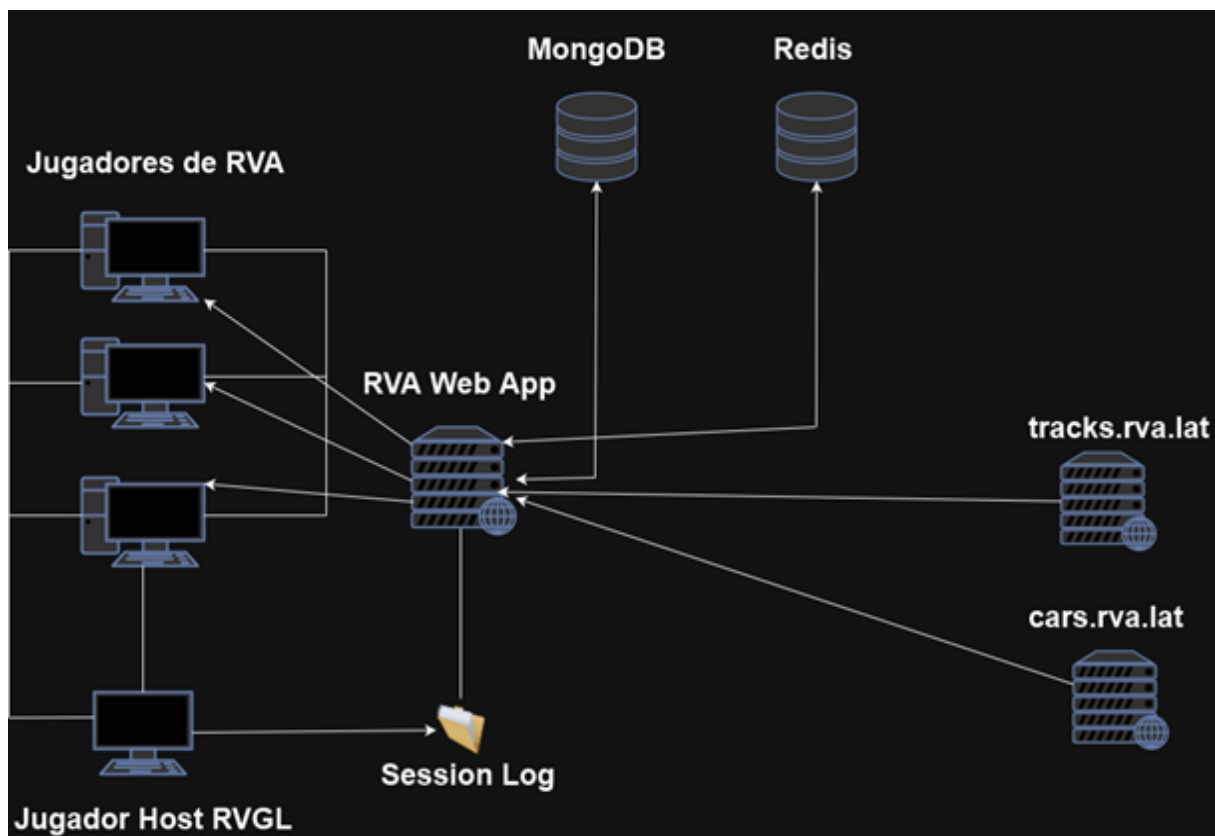 MongoDB
Redis
Jugadores de RVA
RVA Web App
tracks.rva.lat
cars.rva.lat
Session Log
Jugador Host RVGL